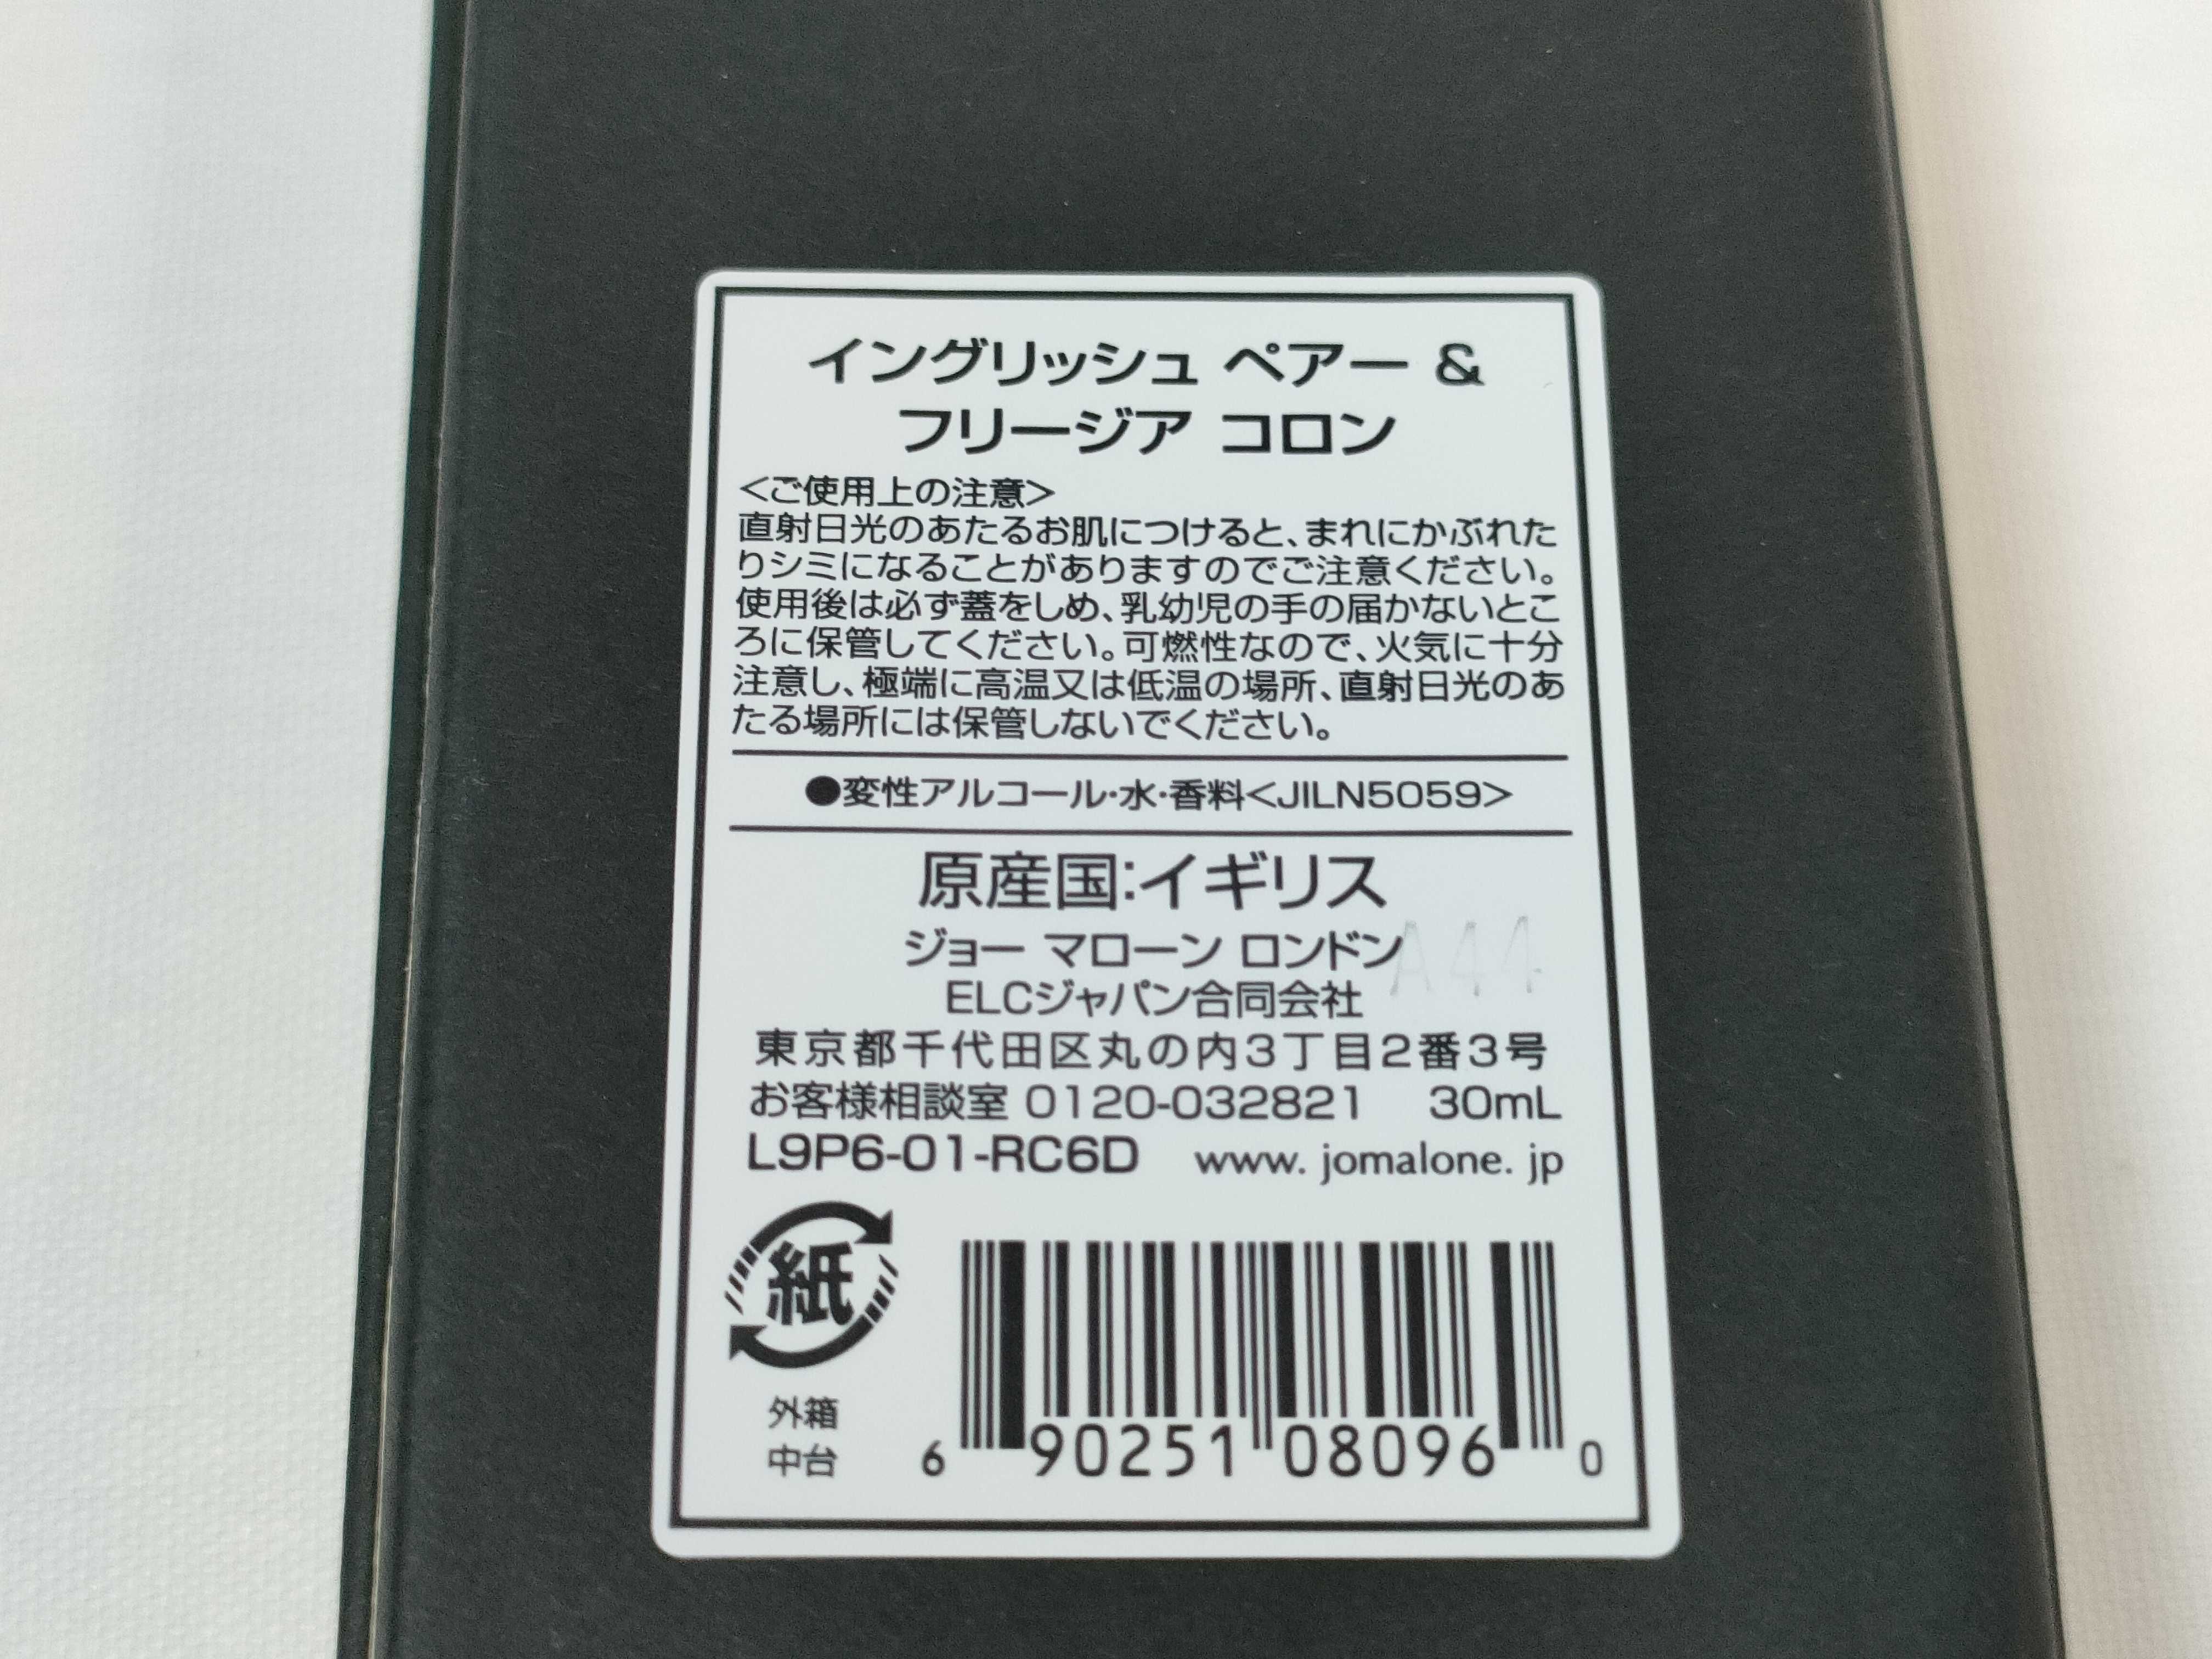 イングリッシュ ペアー &
フリージア コロン
<ご使用上の注意>
直射日光のあたるお肌につけると、まれにかぶれた
りシミになることがありますのでご注意ください。
使用後は必ず蓋をしめ、乳幼児の手の届かないとこ
ろに保管してください。可燃性なので、火気に十分
注意し、極端に高温又は低温の場所、直射日光のあ
たる場所には保管しないでください。
●変性アルコール･水･香料<JILN5059>
原産国:イギリス
ジョー マローン ロンドン
A44
ELCジャパン合同会社
東京都千代田区丸の内3丁目2番3号
お客様相談室 0120-032821 30mL
L9P6-01-RC6D www. jomalone. jp
紙
外箱
中台
6 90251 08096 0